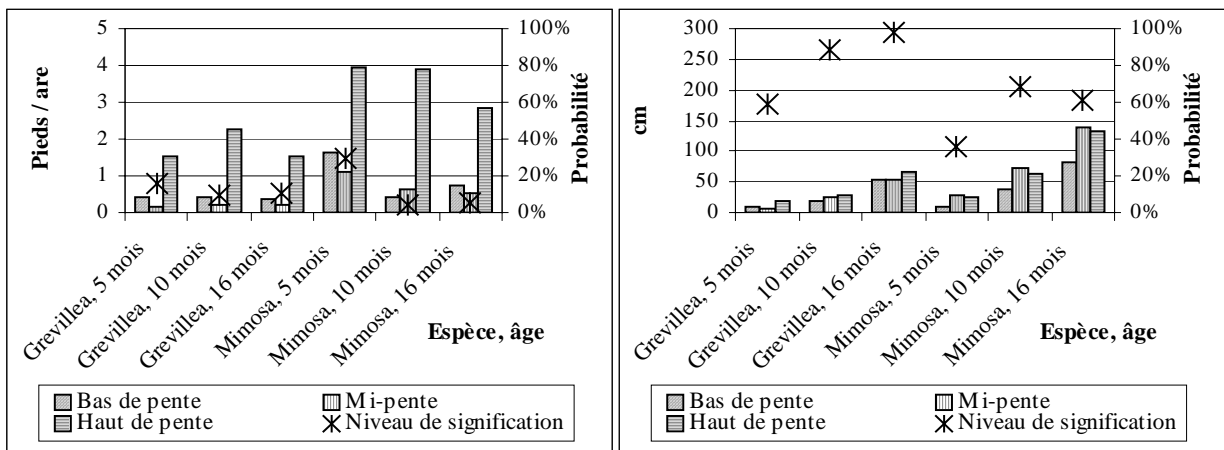 5
4
3
2
1
0
Pieds / are
100%
80%
60%
40%
20%
0%
Probabilité
Grevillea, 5 mois
Grevillea, 10 mois
Grevillea, 16 mois
Mimosa, 5 mois
Mimosa, 10 mois
Mimosa, 16 mois
Espèce, âge
Bas de pente
Mi-pente
Haut de pente
Niveau de signification
300
250
200
150
100
50
0
cm
100%
80%
60%
40%
20%
0%
Probabilité
Grevillea, 5 mois
Grevillea, 10 mois
Grevillea, 16 mois
Mimosa, 5 mois
Mimosa, 10 mois
Mimosa, 16 mois
Espèce, âge
Bas de pente
Mi-pente
Haut de pente
Niveau de signification